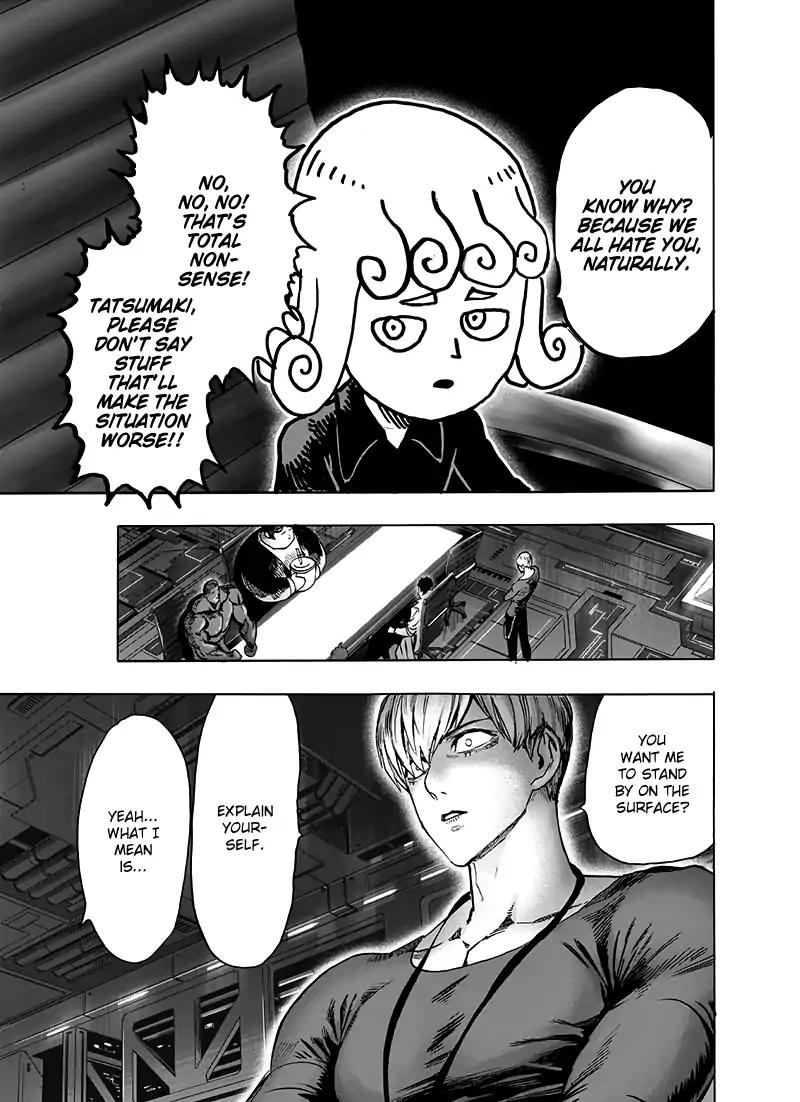 YOU
KNOW WHY?
BECAUSE WE
ALL HATE YOU,
NATURALLY.
NO,
NO, NO!
THAT'S
TOTAL
NON-
SENSE!
TATSUMAKI,
PLEASE
DON'T SAY
STUFF
THAT'LL
MAKE THE
SITUATION
WORSE!!
YOU
WANT ME
TO STAND
BY ON THE
SURFACE?
EXPLAIN
YOUR-
SELF.
YEAH...
WHAT I
MEAN
IS...